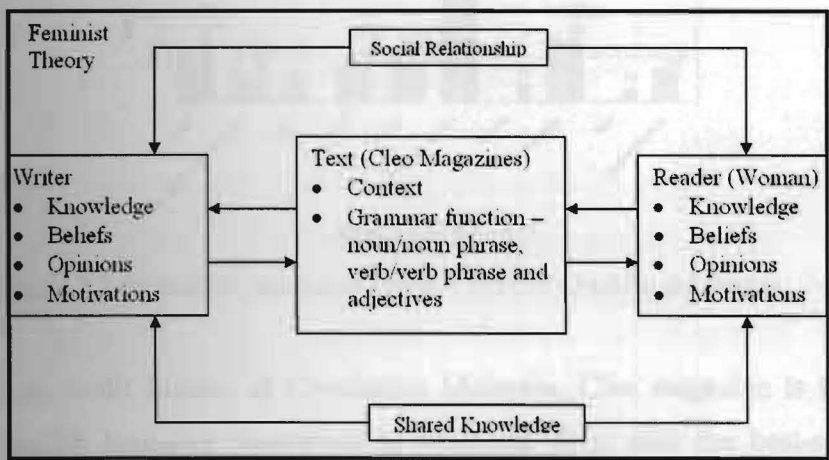 Feminist
Theory
Social Relationship
Writer
• Knowledge
• Beliefs
• Opinions
• Motivations
Text (Cleo Magazines)
• Context
• Grammar function –
noun/noun phrase,
verb/verb phrase and
adjectives
Reader (Woman)
• Knowledge
• Beliefs
• Opinions
• Motivations
Shared Knowledge